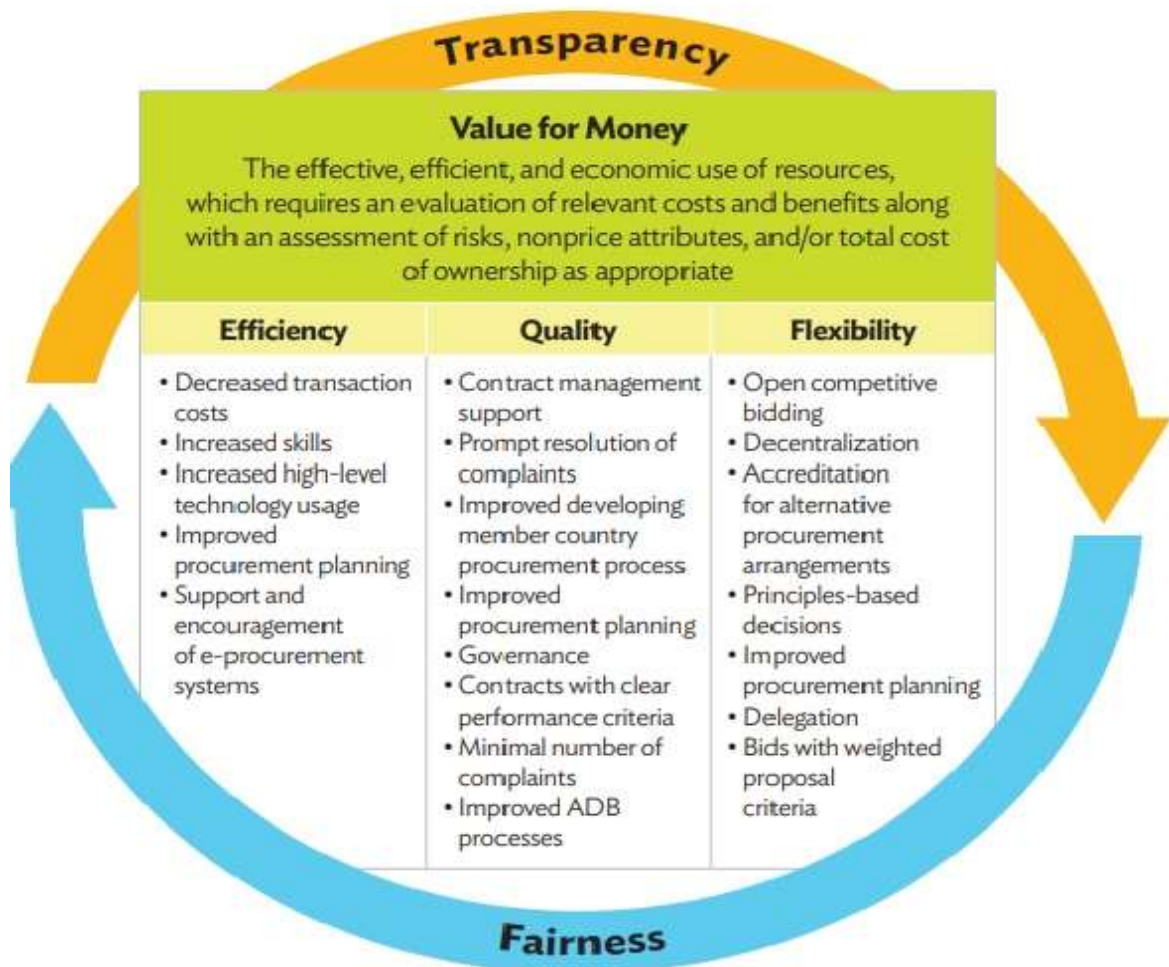 Transparency
Value for Money
The effective, efficient, and economic use of resources,
which requires an evaluation of relevant costs and benefits along
with an assessment of risks, nonprice attributes, and/or total cost
of ownership as appropriate
Efficiency
• Decreased transaction
costs
• Increased skills
• Increased high-level
technology usage
• Improved
procurement planning
• Support and
encouragement
of e-procurement
systems
Quality
• Contract management
support
• Prompt resolution of
complaints
• Improved developing
member country
procurement process
• Improved
procurement planning
• Governance
• Contracts with clear
performance criteria
• Minimal number of
complaints
• Improved ADB
processes
Flexibility
• Open competitive
bidding
• Decentralization
• Accreditation
for alternative
procurement
arrangements
• Principles-based
decisions
• Improved
procurement planning
• Delegation
• Bids with weighted
proposal
criteria
Fairness